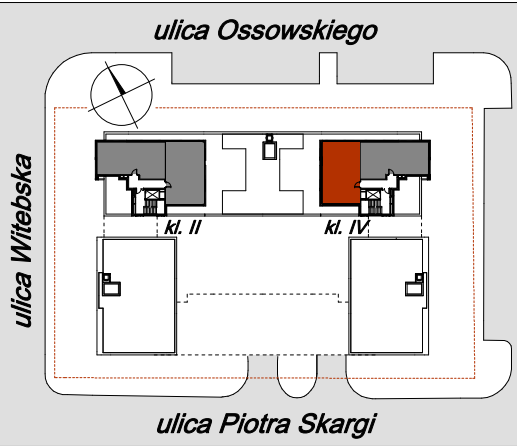 ulica Ossowskiego
ulica Witebska
kl. II
kl. IV
ulica Piotra Skargi